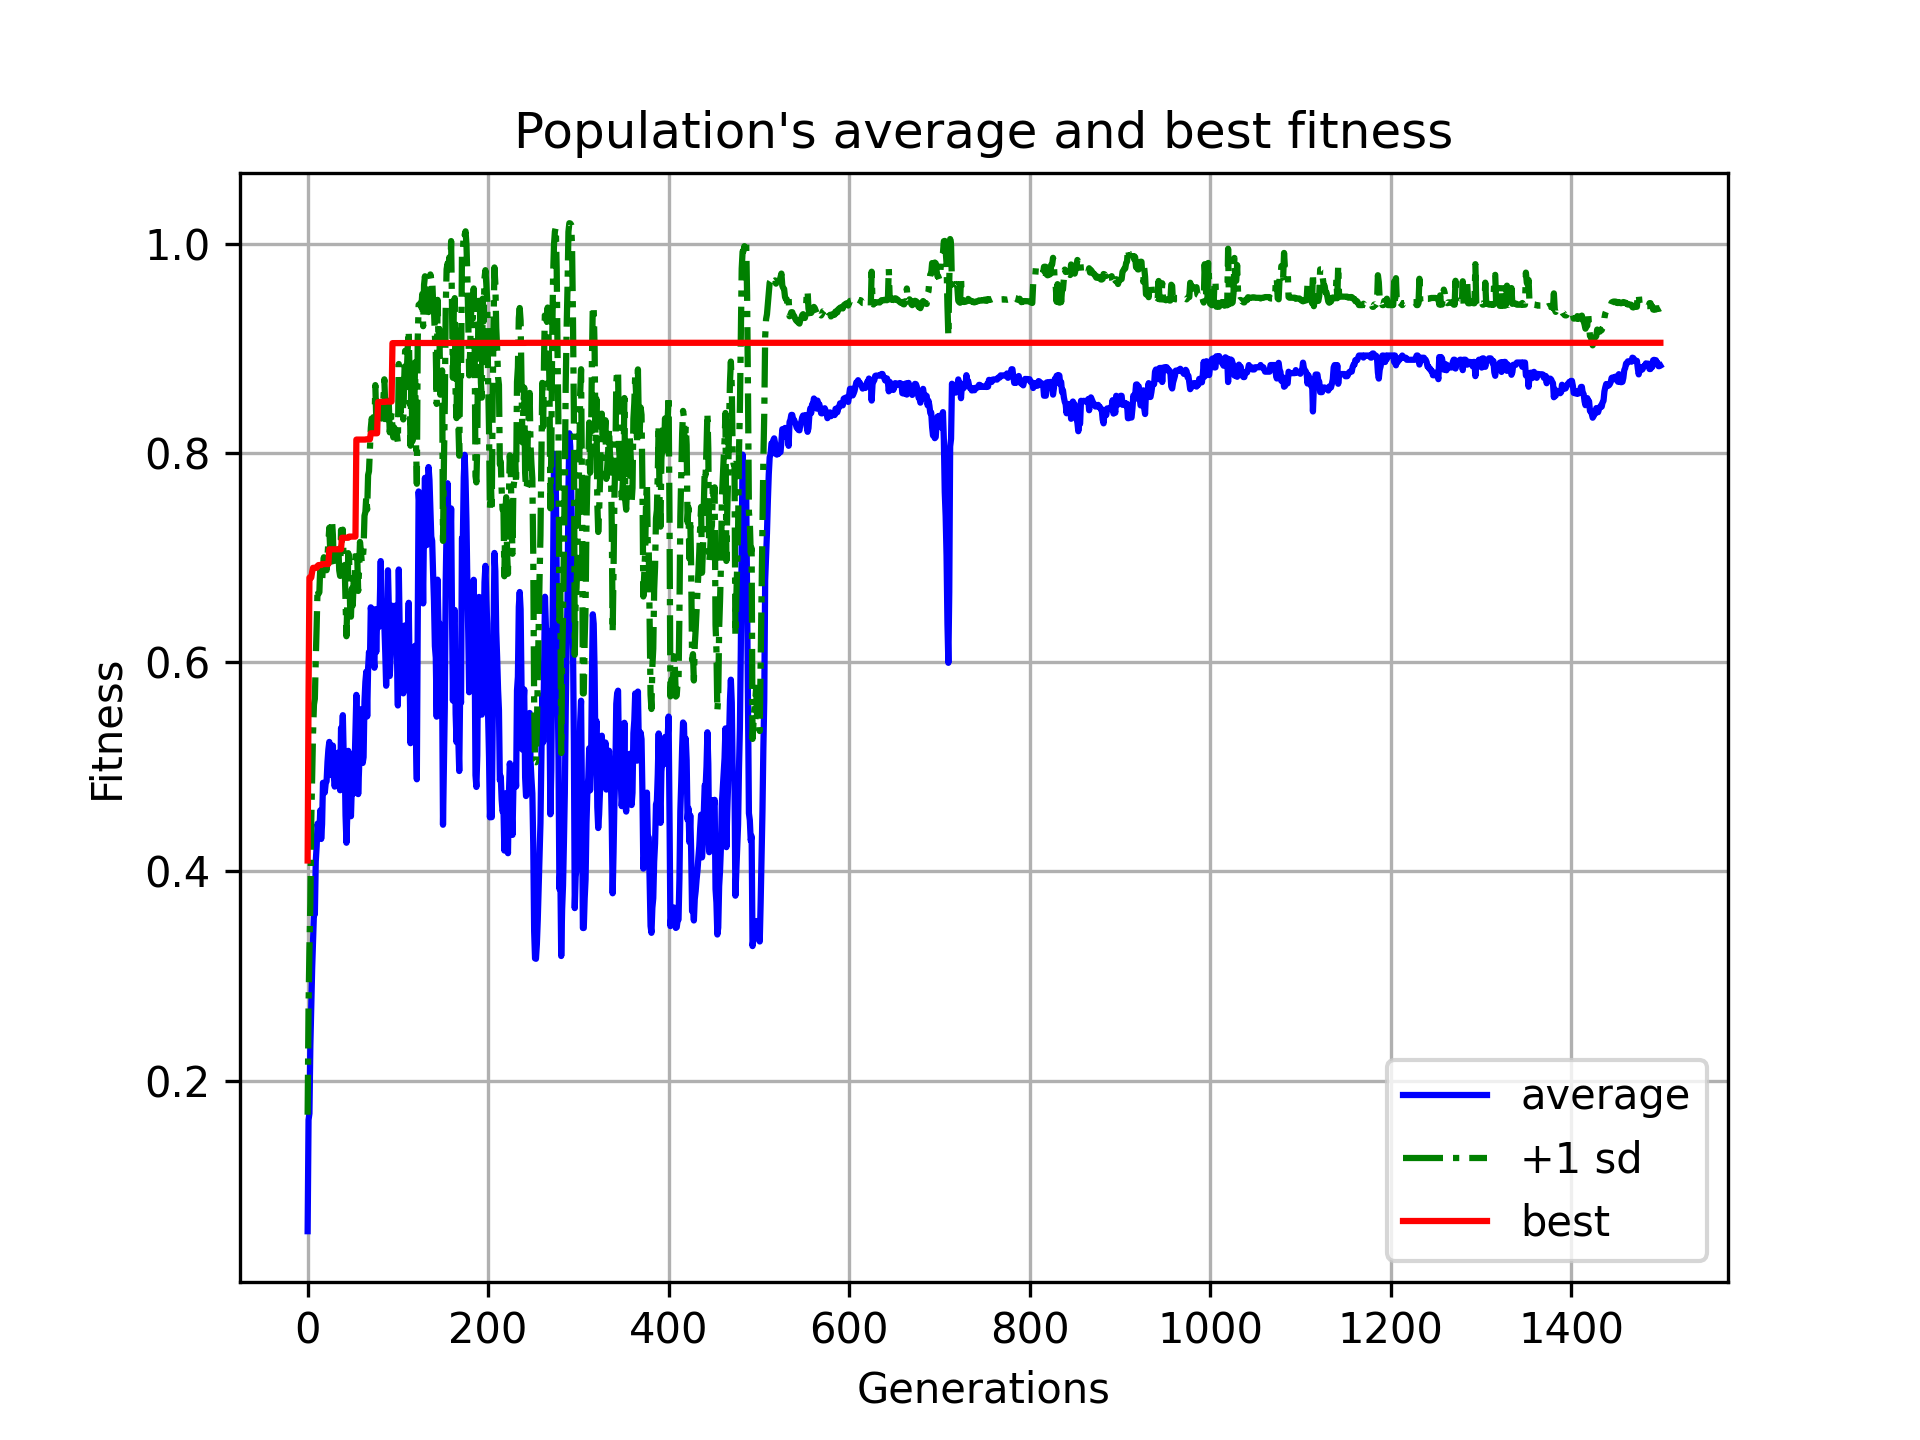 Population's average and best fitness
1.0
0.8
0.6
0.4
0.2
Fitness
average
+1 sd
best
0 200 400 600 800 1000 1200 1400
Generations